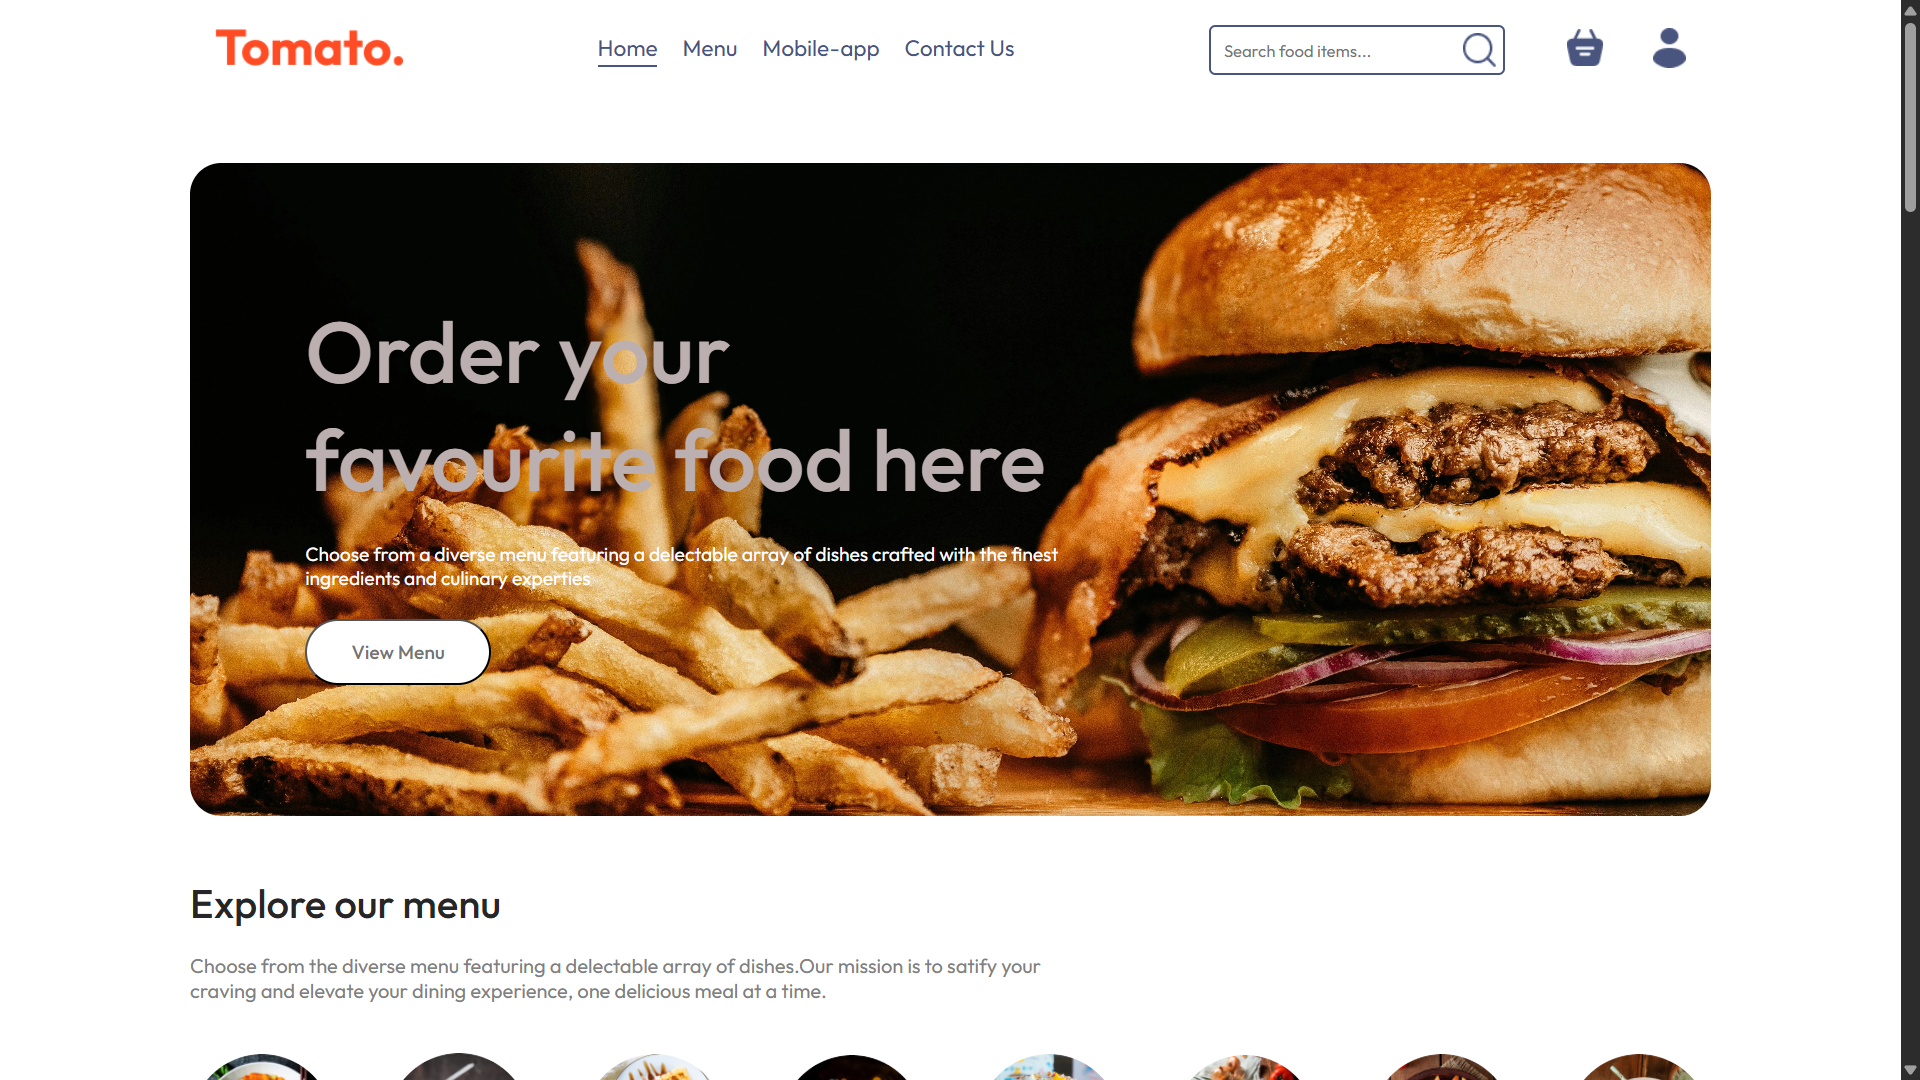 Tomato.
Home
Menu
Mobile-app
Contact Us
Search food items...
Order your
favourite food here
Choose from a diverse menu featuring a delectable array of dishes crafted with the finest
ingredients and culinary experties
View Menu
Explore our menu
Choose from the diverse menu featuring a delectable array of dishes.Our mission is to satify your
craving and elevate your dining experience, one delicious meal at a time.